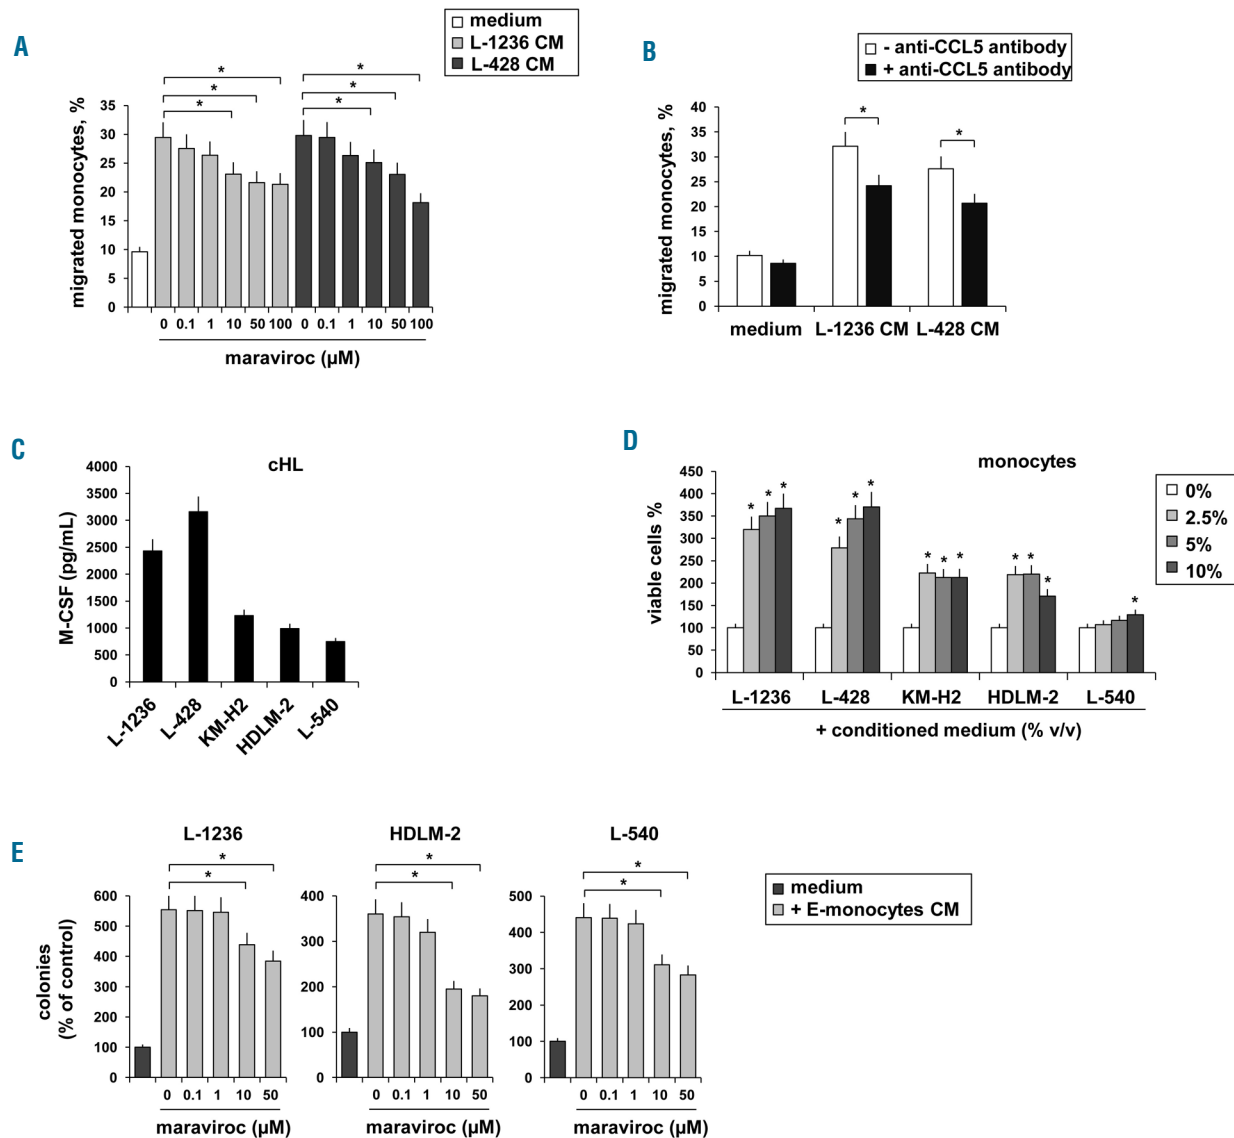 A
medium
L-1236 CM
L-428 CM
migrated monocytes, %
35
30
25
20
15
10
5
0
* * * * * *
0 0.1 1 10 50 100 0 0.1 1 10 50 100
maraviroc (µM)
B
- anti-CCL5 antibody
+ anti-CCL5 antibody
migrated monocytes, %
40
35
30
25
20
15
10
5
0
* *
medium L-1236 CM L-428 CM
C
cHL
M-CSF (pg/mL)
4000
3500
3000
2500
2000
1500
1000
500
0
L-1236 L-428 KM-H2 HDLM-2 L-540
D
monocytes
0%
2.5%
5%
10%
viable cells %
450
400
350
300
250
200
150
100
50
0
* * * * * * * * * * * * *
L-1236 L-428 KM-H2 HDLM-2 L-540
+ conditioned medium (% v/v)
E
medium
+ E-monocytes CM
colonies
(% of control)
L-1236
* *
600
500
400
300
200
100
0
0 0.1 1 10 50
maraviroc (µM)
HDLM-2
* *
400
300
200
100
0
0 0.1 1 10 50
maraviroc (µM)
L-540
* *
500
400
300
200
100
0
0 0.1 1 10 50
maraviroc (µM)